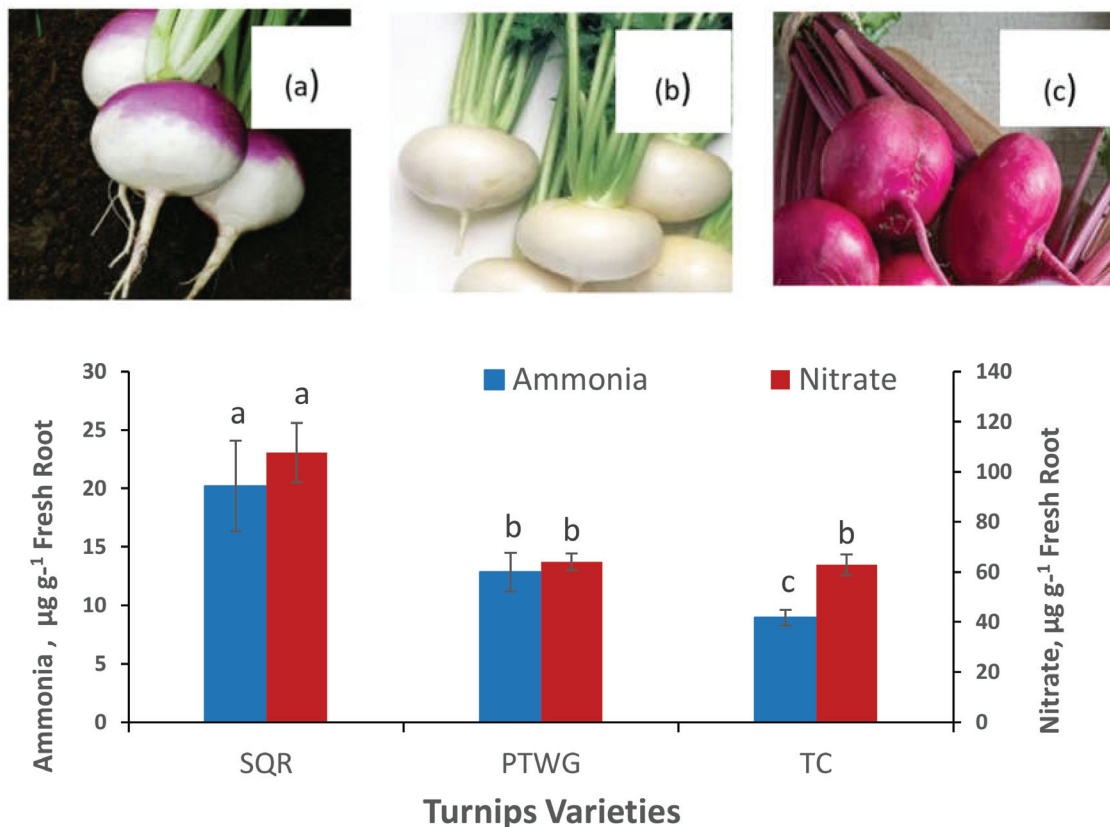 (a)
(b)
(c)
Ammonia
Nitrate
Ammonia , µg g-1 Fresh Root
30
25
20
15
10
5
0
a
a
b
b
c
b
140
120
100
80
60
40
20
0
Nitrate, µg g-1 Fresh Root
SQR
PTWG
TC
Turnips Varieties